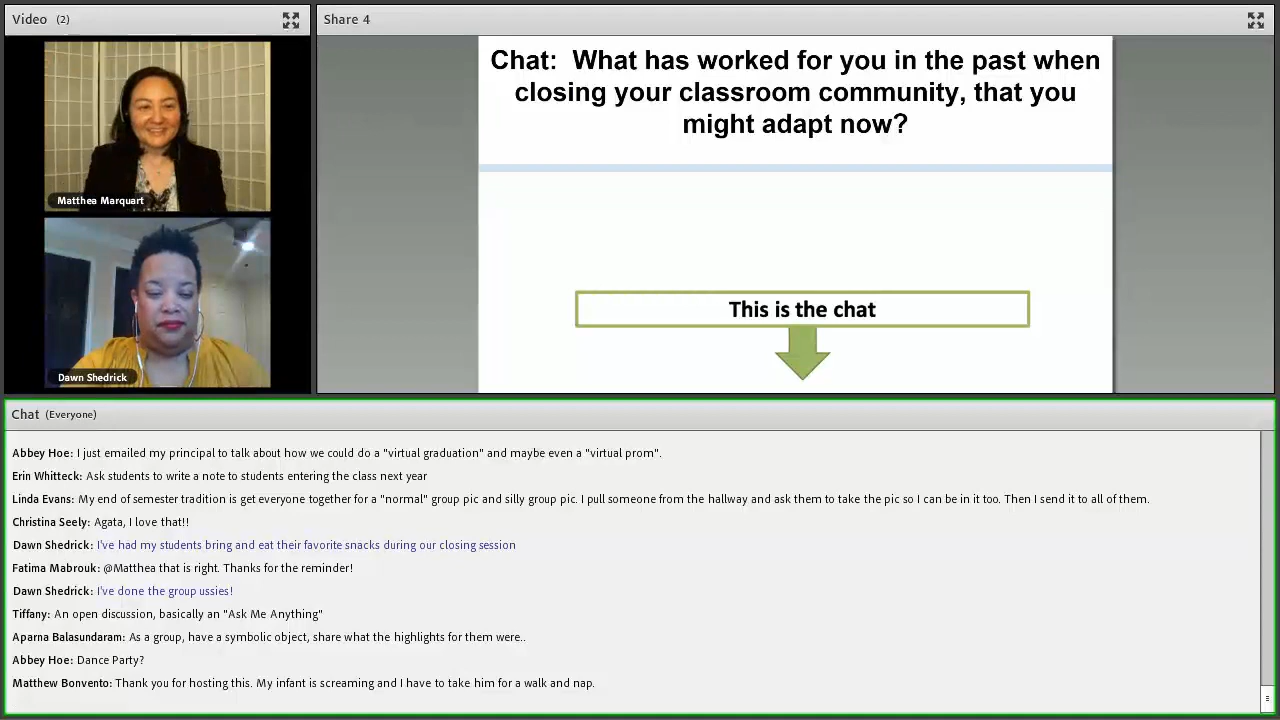 Video (2)
Share 4
Matthea Marquart
Dawn Shedrick
Chat: What has worked for you in the past when
closing your classroom community, that you
might adapt now?
This is the chat
Chat (Everyone)
Abbey Hoe: I just emailed my principal to talk about how we could do a "virtual graduation" and maybe even a "virtual prom".
Erin Whitteck: Ask students to write a note to students entering the class next year
Linda Evans: My end of semester tradition is get everyone together for a "normal" group pic and silly group pic. I pull someone from the hallway and ask them to take the pic so I can be in it too. Then I send it to all of them.
Christina Seely: Agata, I love that!!
Dawn Shedrick: I've had my students bring and eat their favorite snacks during our closing session
Fatima Mabrouk: @Matthea that is right. Thanks for the reminder!
Dawn Shedrick: I've done the group ussies!
Tiffany: An open discussion, basically an "Ask Me Anything"
Aparna Balasundaram: As a group, have a symbolic object, share what the highlights for them were..
Abbey Hoe: Dance Party?
Matthew Bonvento: Thank you for hosting this. My infant is screaming and I have to take him for a walk and nap.